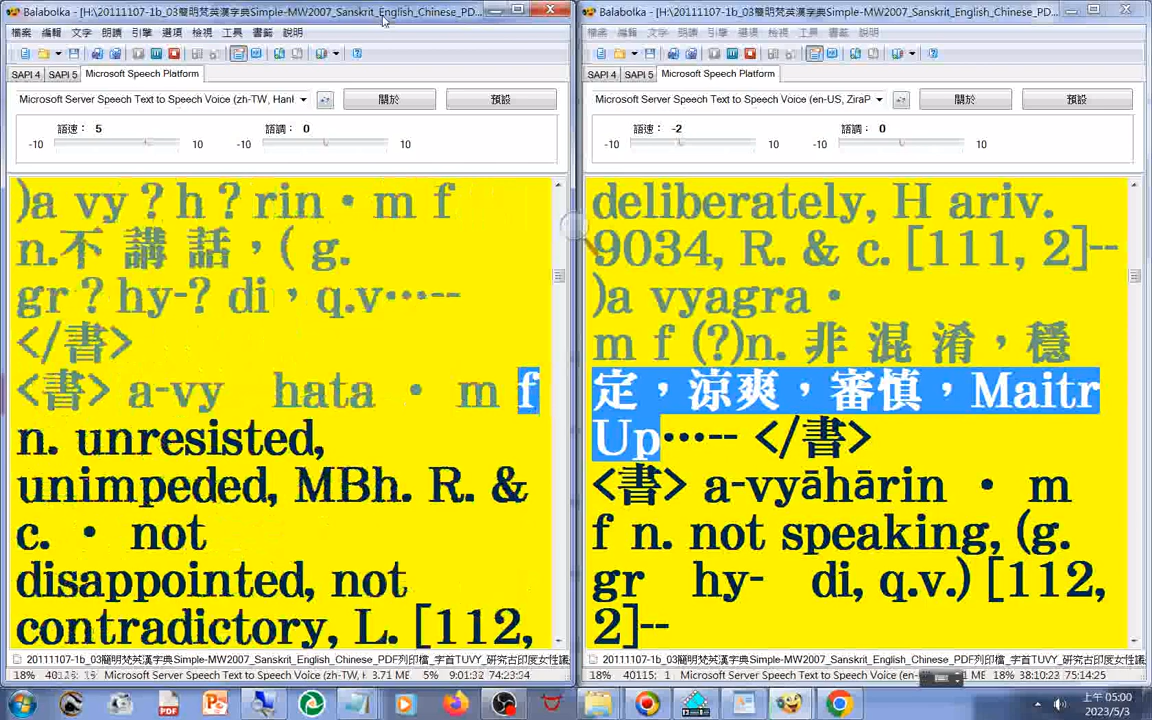 Balabolka - [H:\20111107-1b_03簡明梵英漢字典Simple-MW2007_Sanskrit_English_Chinese_PD...
檔案 編輯 文字 朗讀 引擎 選項 檢視 工具 書籤 說明
SAPI 4 SAPI 5 Microsoft Speech Platform
Microsoft Server Speech Text to Speech Voice (zh-TW, HanH 關於 預設
語速： 5 語調： 0
-10 10 -10 10
)a vy ? h ? rin • m f
n.不 講 話，( g.
gr ? hy-? di，q.v…--
</書>
<書> a-vy hata • m f
n. unresisted,
unimpeded, MBh. R. &
c. • not
disappointed, not
contradictory, L. [112,
20111107-1b_03簡明梵英漢字典Simple-MW2007_Sanskrit_English_Chinese_PDF列印檔_字首TUVY_研究古印度女性議
18% Microsoft Server Speech Text to Speech Voice (zh-TW, H 3.71 ME 5% 9:01:32 74:23:34
Balabolka - [H:\20111107-1b_03簡明梵英漢字典Simple-MW2007_Sanskrit_English_Chinese_PD...
檔案 編輯 文字 朗讀 引擎 選項 檢視 工具 書籤 說明
SAPI 4 SAPI 5 Microsoft Speech Platform
Microsoft Server Speech Text to Speech Voice (en-US, ZiraP 關於 預設
語速： -2 語調： 0
-10 10 -10 10
deliberately, H ariv.
9034, R. & c. [111, 2]--
)a vyagra •
m f (?)n. 非 混 淆，穩
定，涼爽，審慎，Maitr
Up…-- </書>
<書> a-vyāhārin • m
f n. not speaking, (g.
gr hy- di, q.v.) [112,
2]--
20111107-1b_03簡明梵英漢字典Simple-MW2007_Sanskrit_English_Chinese_PDF列印檔_字首TUVY_研究古印度女性議
18% 40115: 1 Microsoft Server Speech Text to Speech Voice 18% 38:10:23 75:14:25
上午 05:00
2023/5/3